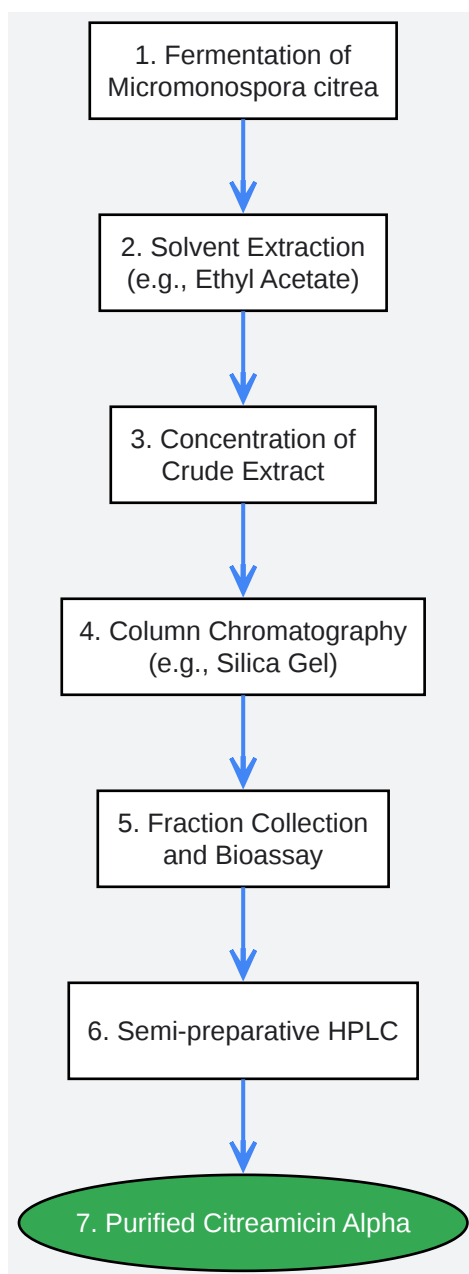 1. Fermentation of
Micromonospora citrea
2. Solvent Extraction
(e.g., Ethyl Acetate)
3. Concentration of
Crude Extract
4. Column Chromatography
(e.g., Silica Gel)
5. Fraction Collection
and Bioassay
6. Semi-preparative HPLC
7. Purified Citreamicin Alpha